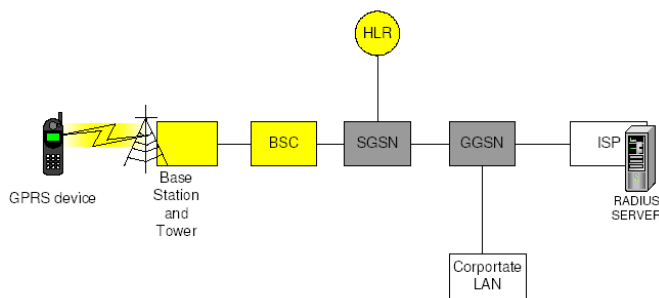 HLR
GPRS device
Base
Station
and
Tower
BSC
SGSN
GGSN
ISP
RADIUS
SERVER
Corportate
LAN